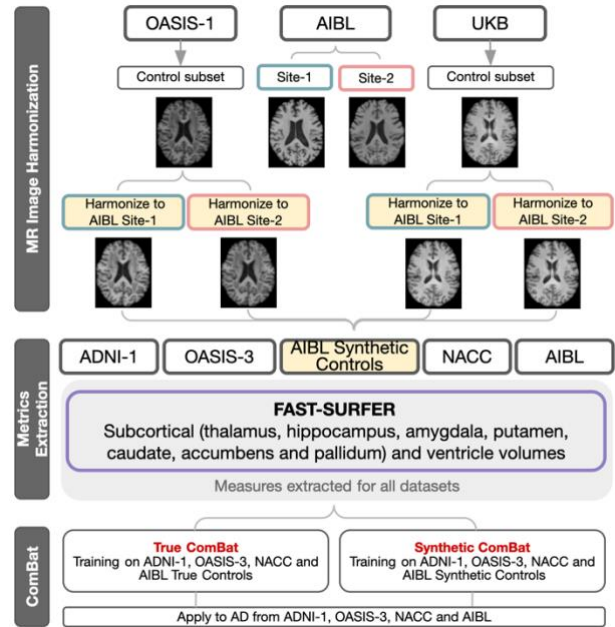 OASIS-1
AIBL
UKB
Control subset
Site-1
Site-2
Control subset
MR Image Harmonization
Harmonize to
AIBL Site-1
Harmonize to
AIBL Site-2
Harmonize to
AIBL Site-1
Harmonize to
AIBL Site-2
ADNI-1
OASIS-3
AIBL Synthetic
Controls
NACC
AIBL
Metrics
Extraction
FAST-SURFER
Subcortical (thalamus, hippocampus, amygdala, putamen,
caudate, accumbens and pallidum) and ventricle volumes
Measures extracted for all datasets
ComBat
True ComBat
Training on ADNI-1, OASIS-3, NACC and
AIBL True Controls
Synthetic ComBat
Training on ADNI-1, OASIS-3, NACC and
AIBL Synthetic Controls
Apply to AD from ADNI-1, OASIS-3, NACC and AIBL